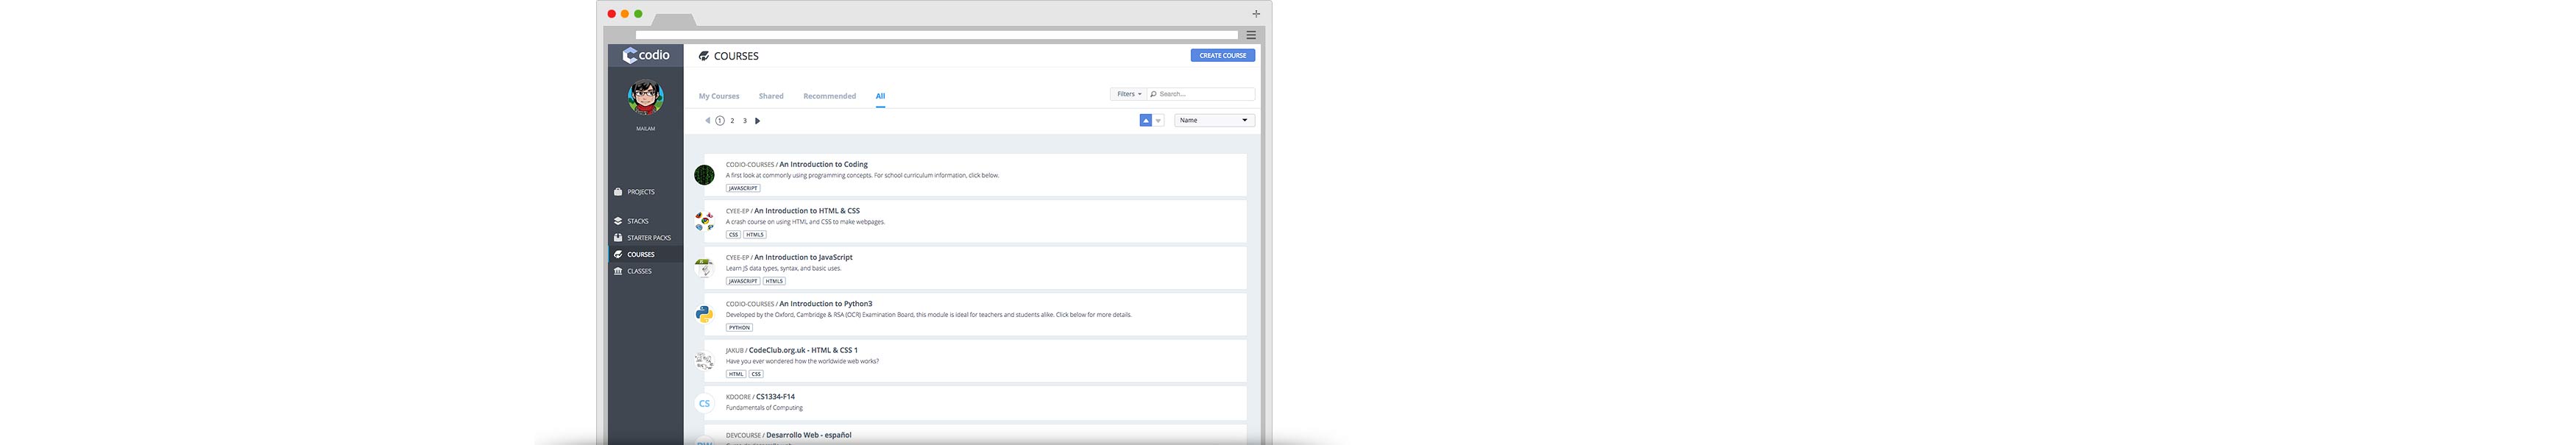 codio
COURSES
CREATE COURSE
MAILAM
My Courses Shared Recommended All
Filters Search...
1 2 3
Name
PROJECTS
STACKS
STARTER PACKS
COURSES
CLASSES
CODIO-COURSES / An Introduction to Coding
A first look at commonly using programming concepts. For school curriculum information, click below.
JAVASCRIPT
CYEE-EP / An Introduction to HTML & CSS
A crash course on using HTML and CSS to make webpages.
CSS HTML5
CYEE-EP / An Introduction to JavaScript
Learn JS data types, syntax, and basic uses.
JAVASCRIPT HTML5
CODIO-COURSES / An Introduction to Python3
Developed by the Oxford, Cambridge & RSA (OCR) Examination Board, this module is ideal for teachers and students alike. Click below for more details.
PYTHON
JAKUB / CodeClub.org.uk - HTML & CSS 1
Have you ever wondered how the worldwide web works?
HTML CSS
CS
KDOORE / CS1334-F14
Fundamentals of Computing
DEVCOURSE / Desarrollo Web - español